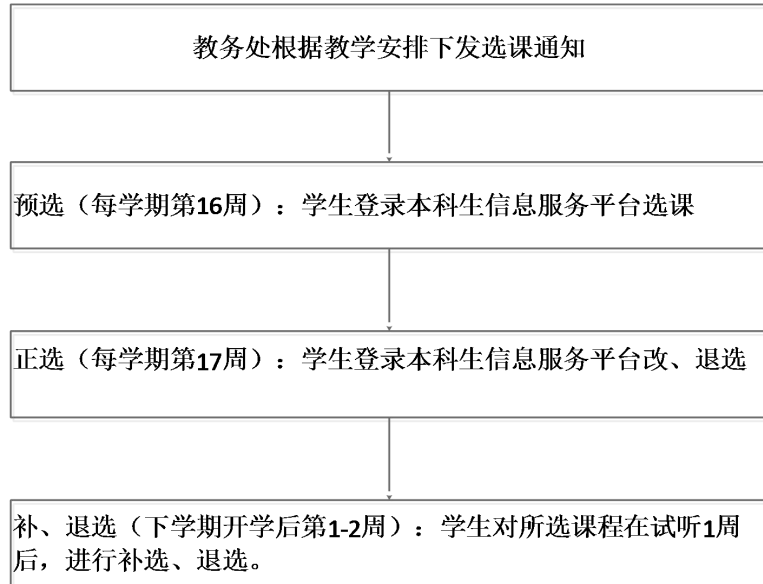 教务处根据教学安排下发选课通知
预选（每学期第16周）：学生登录本科生信息服务平台选课
正选（每学期第17周）：学生登录本科生信息服务平台改、退选
补、退选（下学期开学后第1-2周）：学生对所选课程在试听1周
后，进行补选、退选。